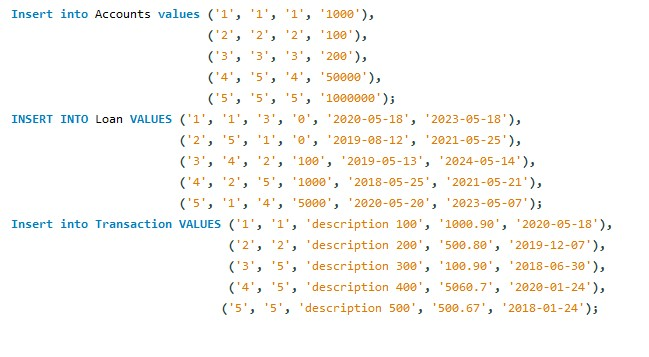 Insert into Accounts values ('1', '1', '1', '1000'),
('2', '2', '2', '100'),
('3', '3', '3', '200'),
('4', '5', '4', '50000'),
('5', '5', '5', '1000000');
INSERT INTO Loan VALUES ('1', '1', '3', '0', '2020-05-18', '2023-05-18'),
('2', '5', '1', '0', '2019-08-12', '2021-05-25'),
('3', '4', '2', '100', '2019-05-13', '2024-05-14'),
('4', '2', '5', '1000', '2018-05-25', '2021-05-21'),
('5', '1', '4', '5000', '2020-05-20', '2023-05-07');
Insert into Transaction VALUES ('1', '1', 'description 100', '1000.90', '2020-05-18'),
('2', '2', 'description 200', '500.80', '2019-12-07'),
('3', '5', 'description 300', '100.90', '2018-06-30'),
('4', '5', 'description 400', '5060.7', '2020-01-24'),
('5', '5', 'description 500', '500.67', '2018-01-24');